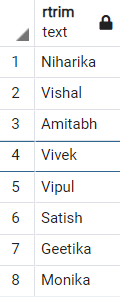 rtrim
text
1 Niharika
2 Vishal
3 Amitabh
4 Vivek
5 Vipul
6 Satish
7 Geetika
8 Monika